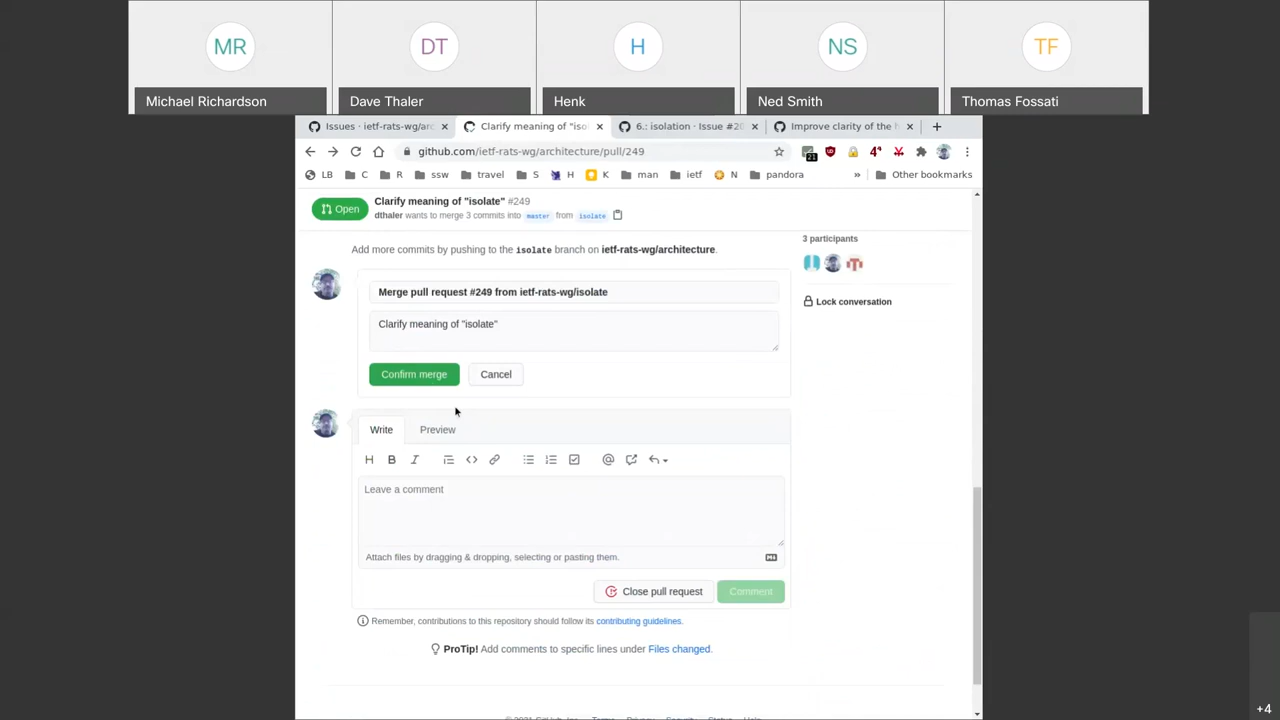 MR
DT
H
NS
TF
Michael Richardson
Dave Thaler
Henk
Ned Smith
Thomas Fossati
Issues · ietf-rats-wg/arc
Clarify meaning of "isol
6.: isolation · Issue #2
Improve clarity of the
github.com/ietf-rats-wg/architecture/pull/249
21
LB
C
R
ssw
travel
S
H
K
man
ietf
N
pandora
»
Other bookmarks
Open
Clarify meaning of "isolate" #249
dthaler wants to merge 3 commits into master from isolate
3 participants
Add more commits by pushing to the isolate branch on ietf-rats-wg/architecture.
Merge pull request #249 from ietf-rats-wg/isolate
Lock conversation
Clarify meaning of "isolate"
Confirm merge
Cancel
Write
Preview
Leave a comment
Attach files by dragging & dropping, selecting or pasting them.
Close pull request
Comment
Remember, contributions to this repository should follow its contributing guidelines.
ProTip! Add comments to specific lines under Files changed.
+4